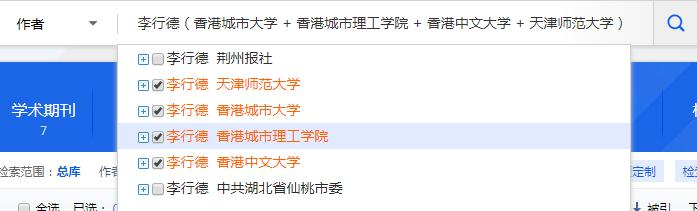 作者
李行德（香港城市大学 + 香港城市理工学院 + 香港中文大学 + 天津师范大学）
李行德 荆州报社
李行德 天津师范大学
李行德 香港城市大学
李行德 香港城市理工学院
李行德 香港中文大学
李行德 中共湖北省仙桃市委
学术期刊
7
检索范围：总库
作者
定制
检索
全选
已选：
被引